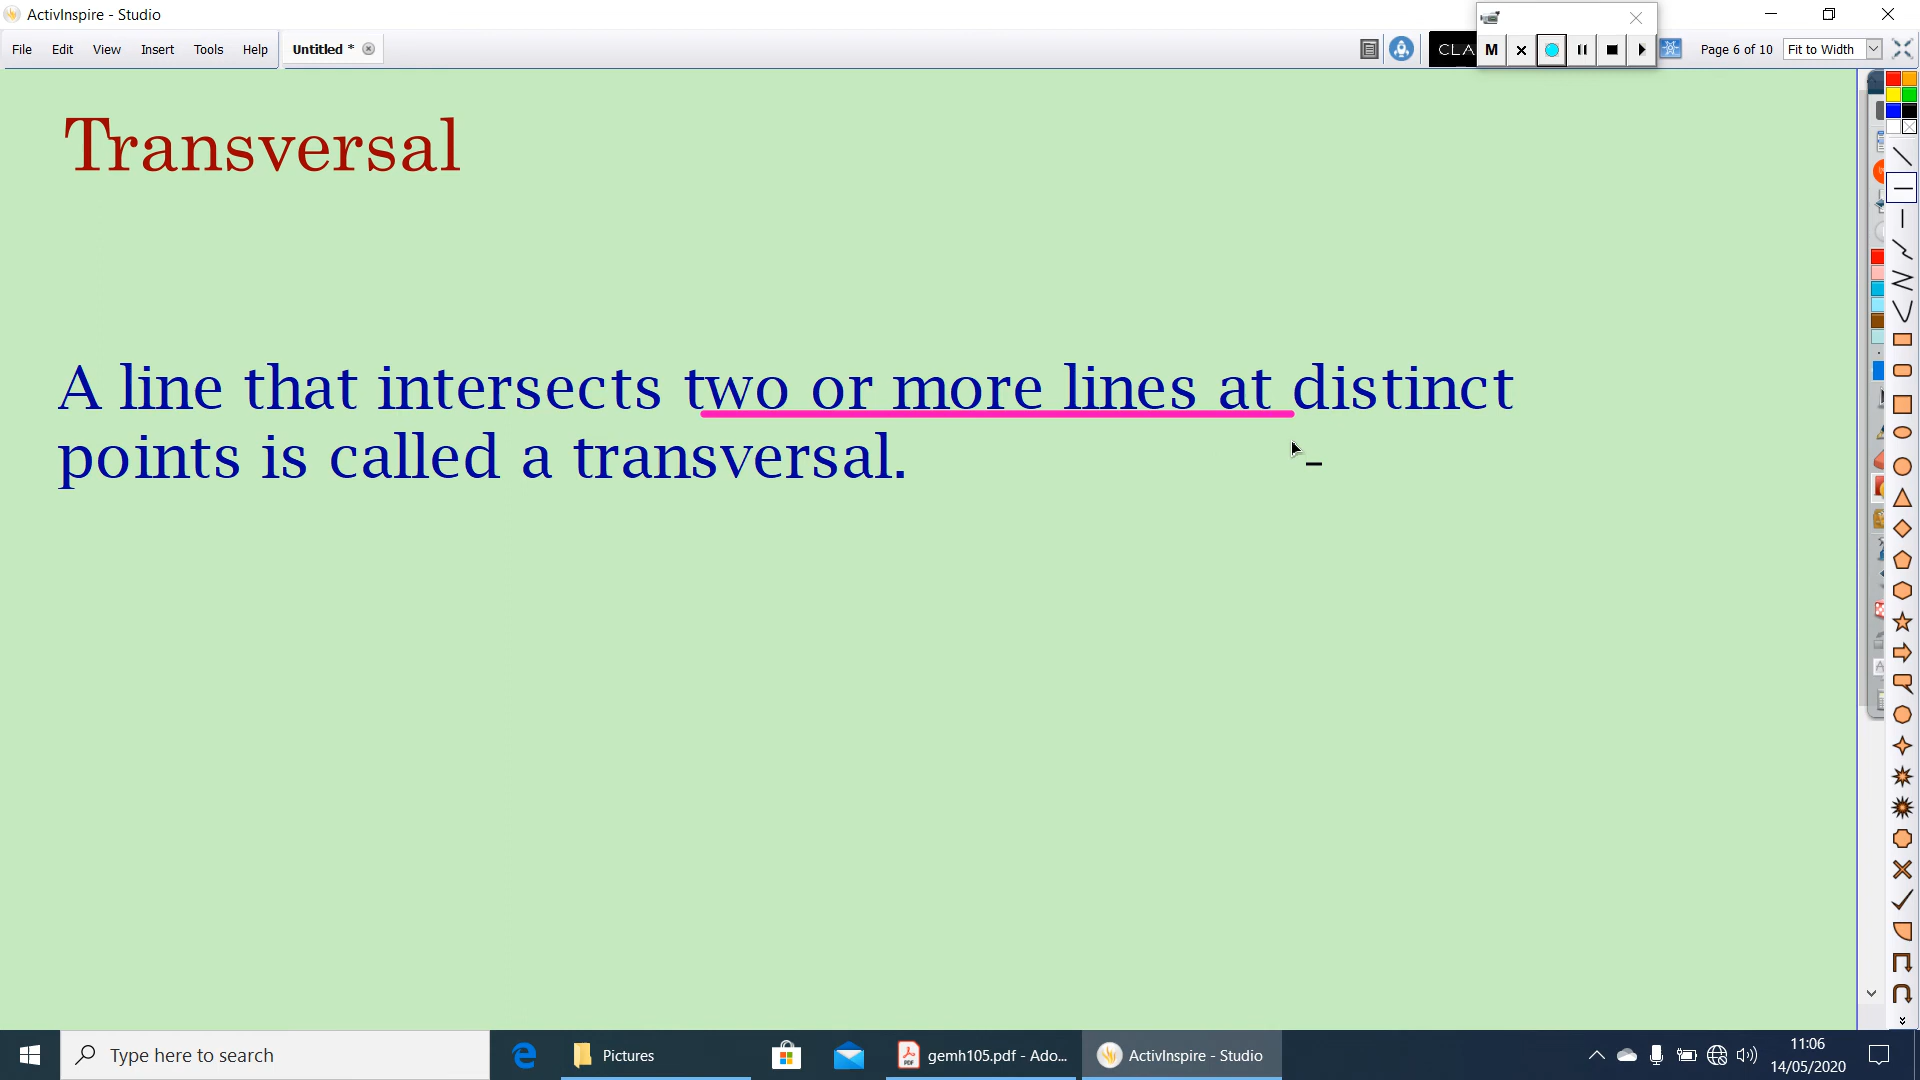 ActivInspire - Studio
File Edit View Insert Tools Help Untitled *
CLA M Page 6 of 10 Fit to Width
Transversal
A line that intersects two or more lines at distinct
points is called a transversal.
Type here to search
Pictures
gemh105.pdf - Ado...
ActivInspire - Studio
11:06
14/05/2020